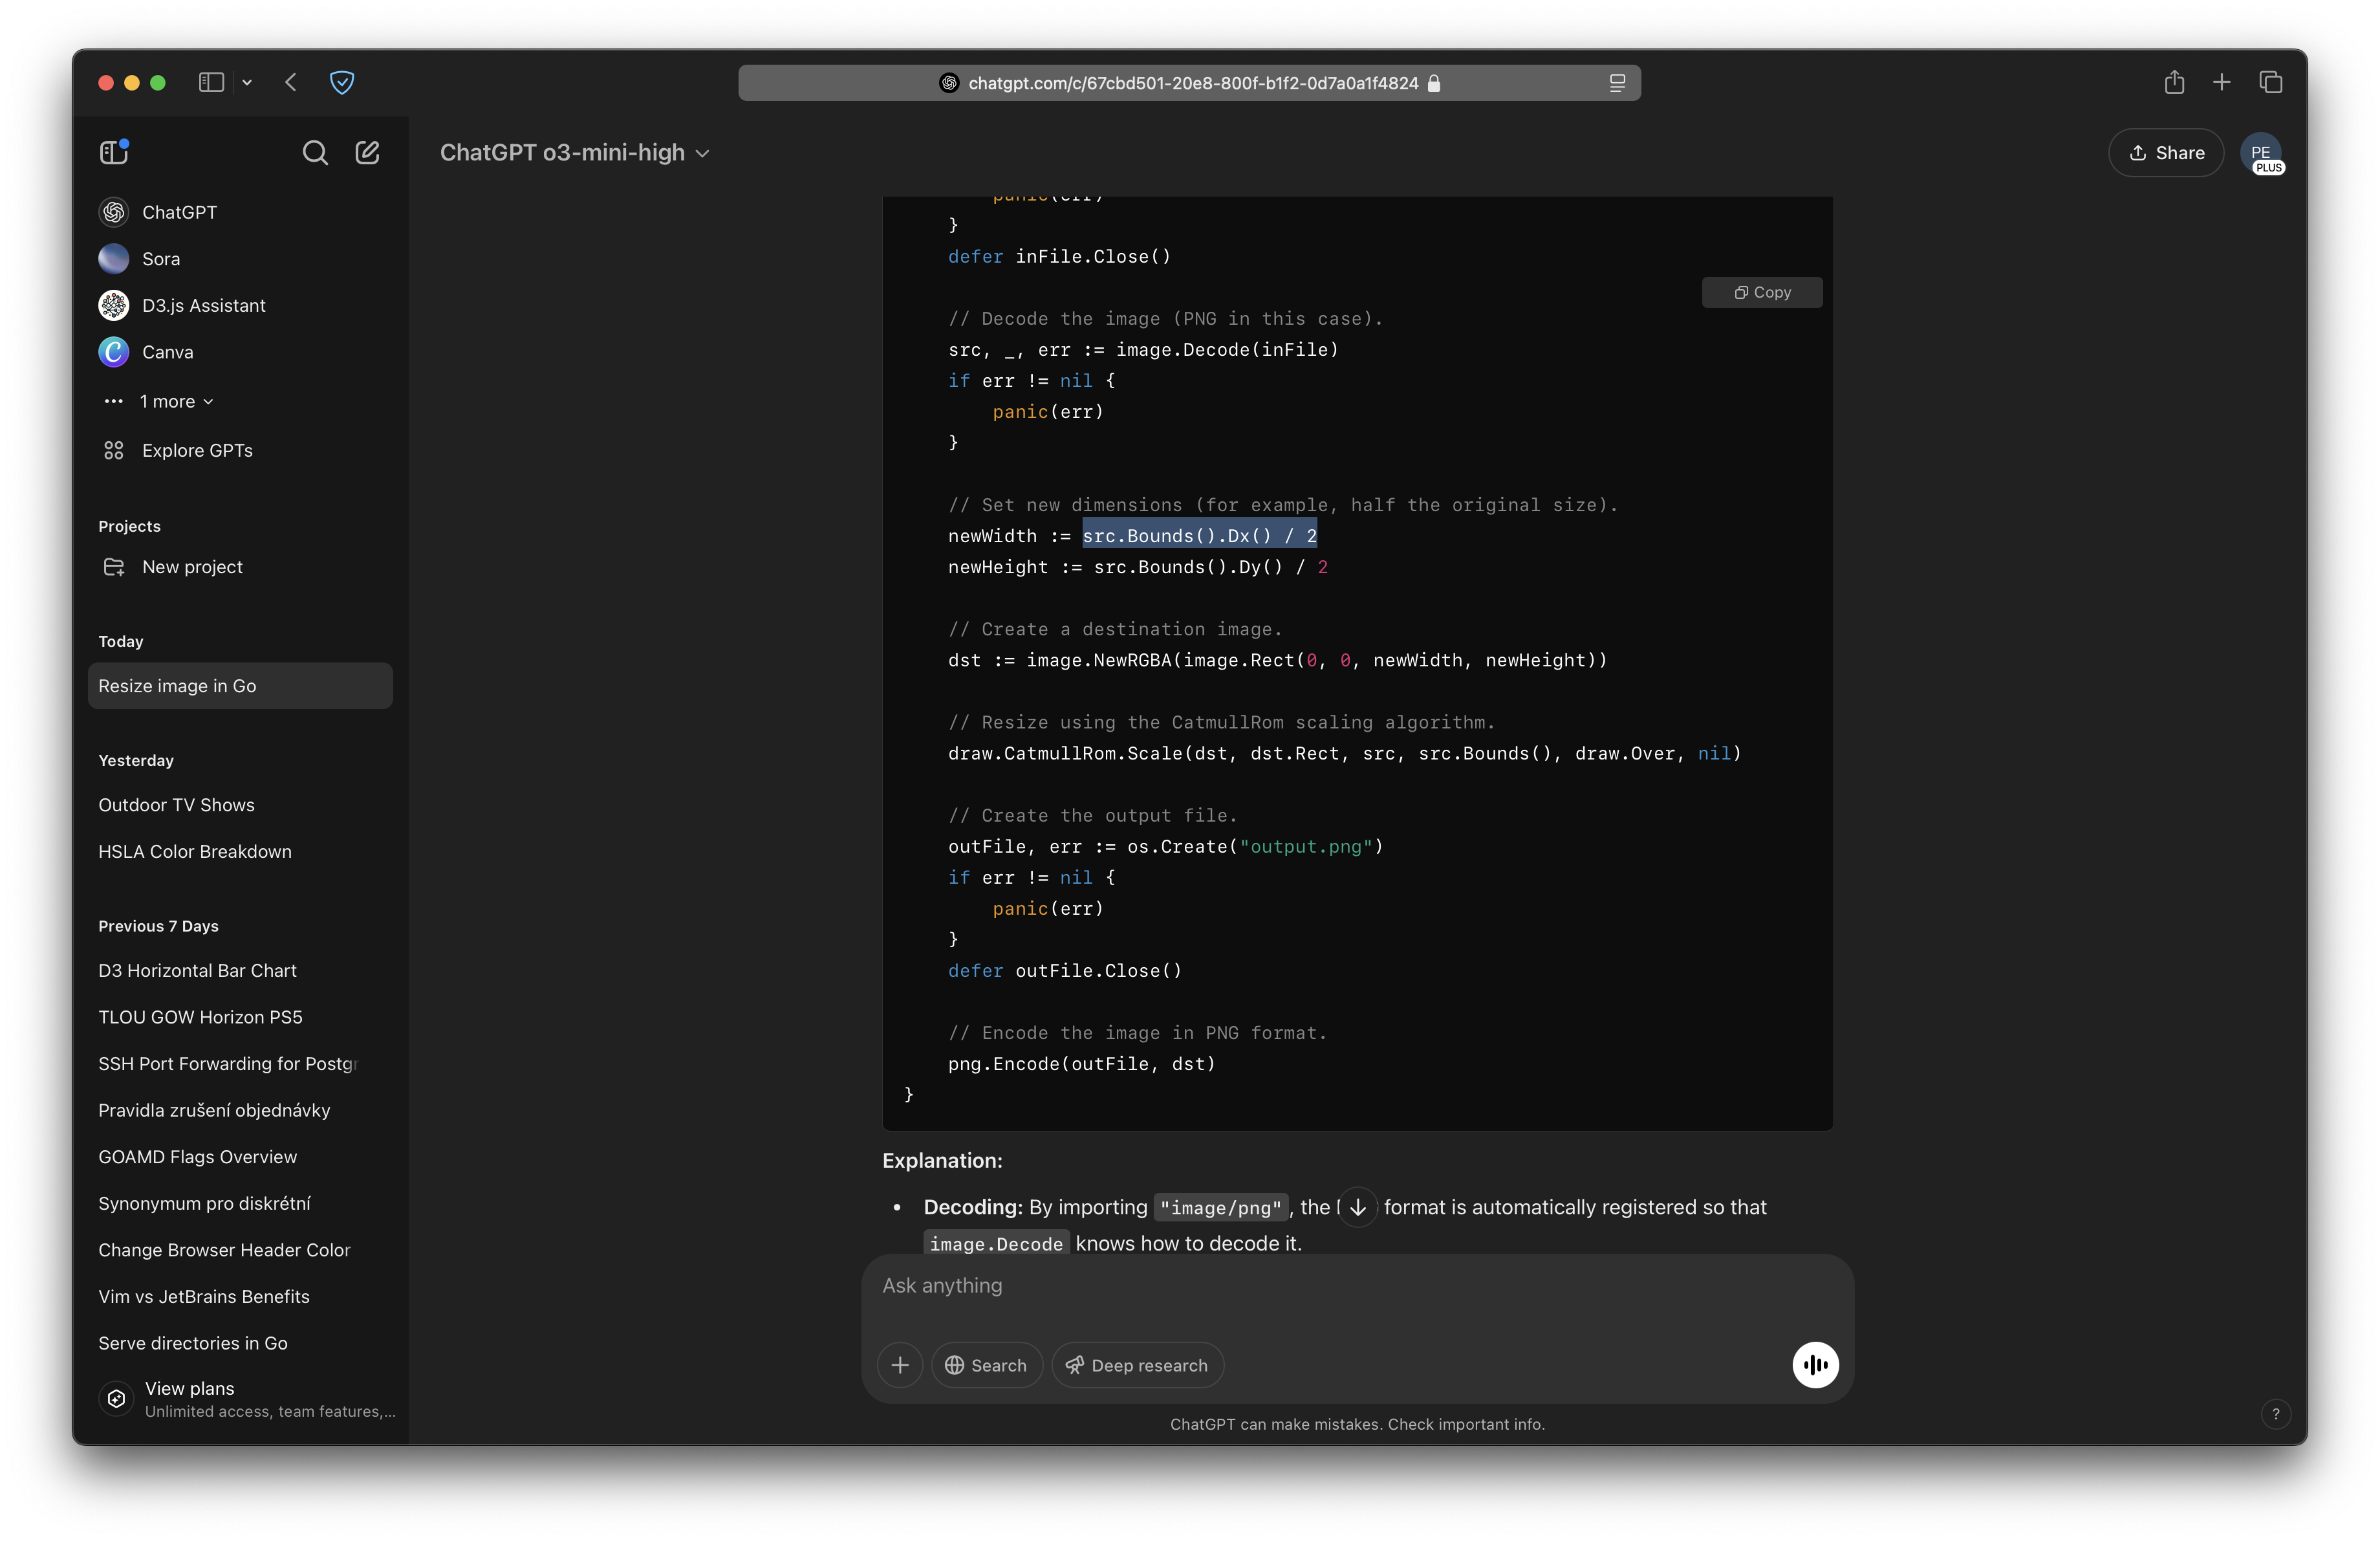 chatgpt.com/c/67cbd501-20e8-800f-b1f2-0d7a0a1f4824
ChatGPT o3-mini-high
Share
PE
PLUS
ChatGPT
Sora
D3.js Assistant
Canva
1 more
Explore GPTs
Projects
New project
Today
Resize image in Go
Yesterday
Outdoor TV Shows
HSLA Color Breakdown
Previous 7 Days
D3 Horizontal Bar Chart
TLOU GOW Horizon PS5
SSH Port Forwarding for Postgr
Pravidla zrušení objednávky
GOAMD Flags Overview
Synonymum pro diskrétní
Change Browser Header Color
Vim vs JetBrains Benefits
Serve directories in Go
View plans
Unlimited access, team features,...
panic(err)
}
defer inFile.Close()
Copy
// Decode the image (PNG in this case).
src, _, err := image.Decode(inFile)
if err != nil {
panic(err)
}
// Set new dimensions (for example, half the original size).
newWidth := src.Bounds().Dx() / 2
newHeight := src.Bounds().Dy() / 2
// Create a destination image.
dst := image.NewRGBA(image.Rect(0, 0, newWidth, newHeight))
// Resize using the CatmullRom scaling algorithm.
draw.CatmullRom.Scale(dst, dst.Rect, src, src.Bounds(), draw.Over, nil)
// Create the output file.
outFile, err := os.Create("output.png")
if err != nil {
panic(err)
}
defer outFile.Close()
// Encode the image in PNG format.
png.Encode(outFile, dst)
}
Explanation:
• Decoding: By importing "image/png", the format is automatically registered so that
image.Decode knows how to decode it.
Ask anything
Search
Deep research
ChatGPT can make mistakes. Check important info.
?